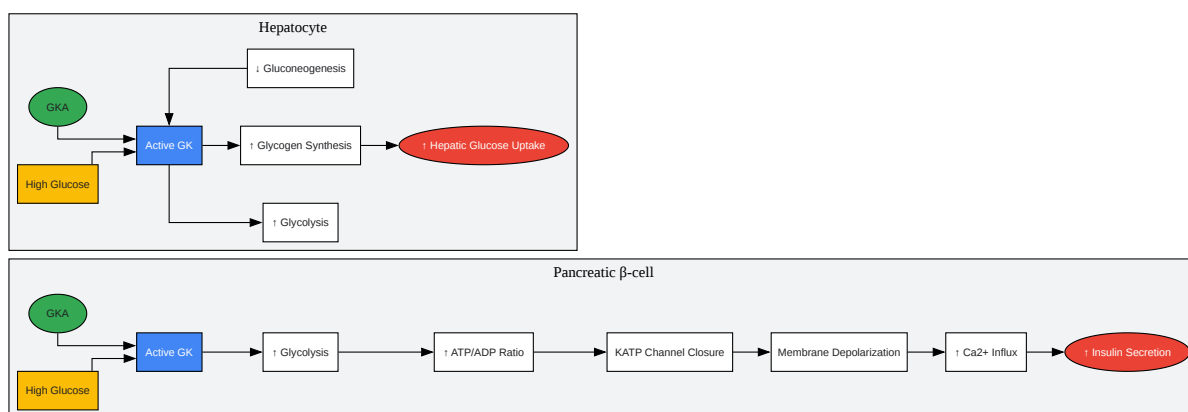 Hepatocyte
↓ Gluconeogenesis
GKA
Active GK
↑ Glycogen Synthesis
↑ Hepatic Glucose Uptake
High Glucose
↑ Glycolysis
Pancreatic β-cell
GKA
Active GK
↑ Glycolysis
↑ ATP/ADP Ratio
KATP Channel Closure
Membrane Depolarization
↑ Ca2+ Influx
↑ Insulin Secretion
High Glucose